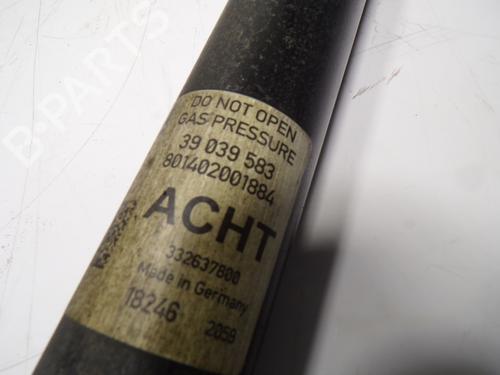 B-PARTS
DO NOT OPEN
GAS PRESSURE
39 039 583
801402001884
ACHT
332637800
Made in Germany
18246 2059